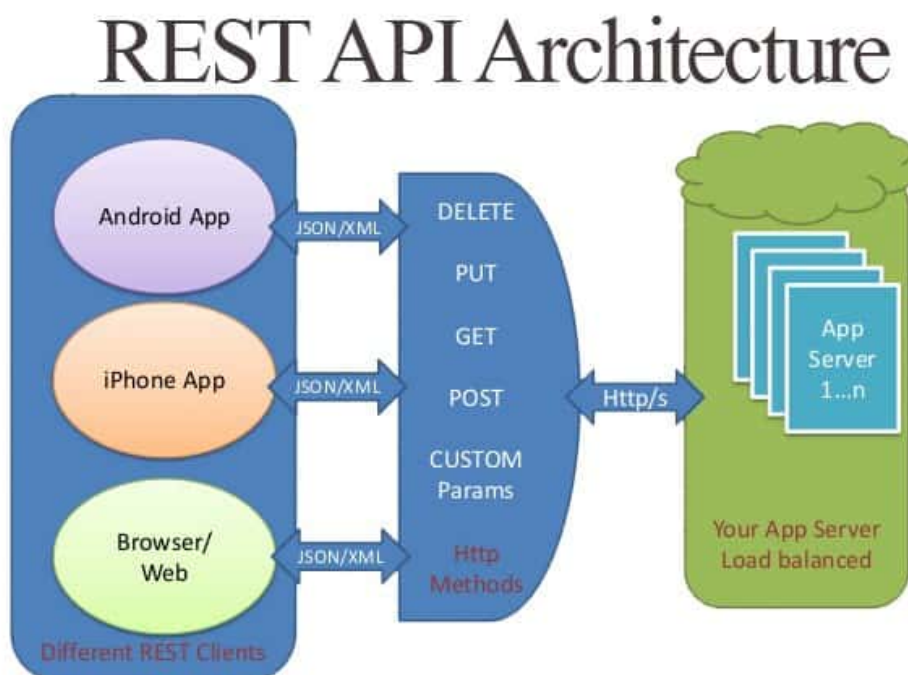 REST API Architecture
Android App
iPhone App
Browser/
Web
Different REST Clients
JSON/XML
JSON/XML
JSON/XML
DELETE
PUT
GET
POST
CUSTOM
Params
Http
Methods
Http/s
App
Server
1...n
Your App Server
Load balanced